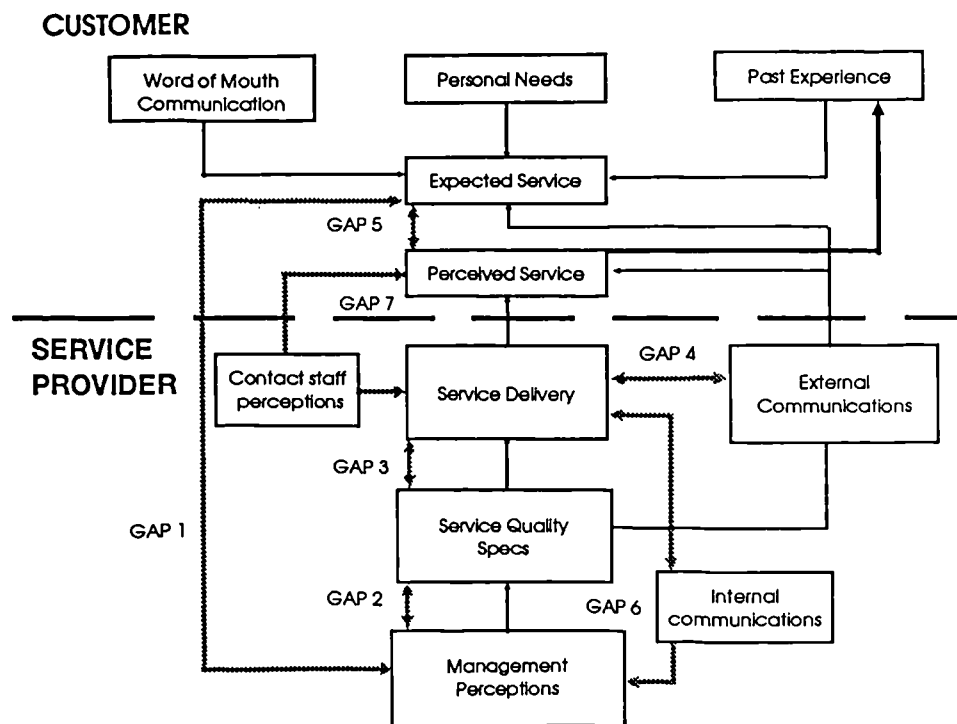 CUSTOMER
Word of Mouth
Communication
Personal Needs
Past Experience
Expected Service
GAP 5
Perceived Service
GAP 7
SERVICE
PROVIDER
Contact staff
perceptions
Service Delivery
GAP 4
External
Communications
GAP 3
GAP 1
Service Quality
Specs
GAP 2
GAP 6
Internal
communications
Management
Perceptions